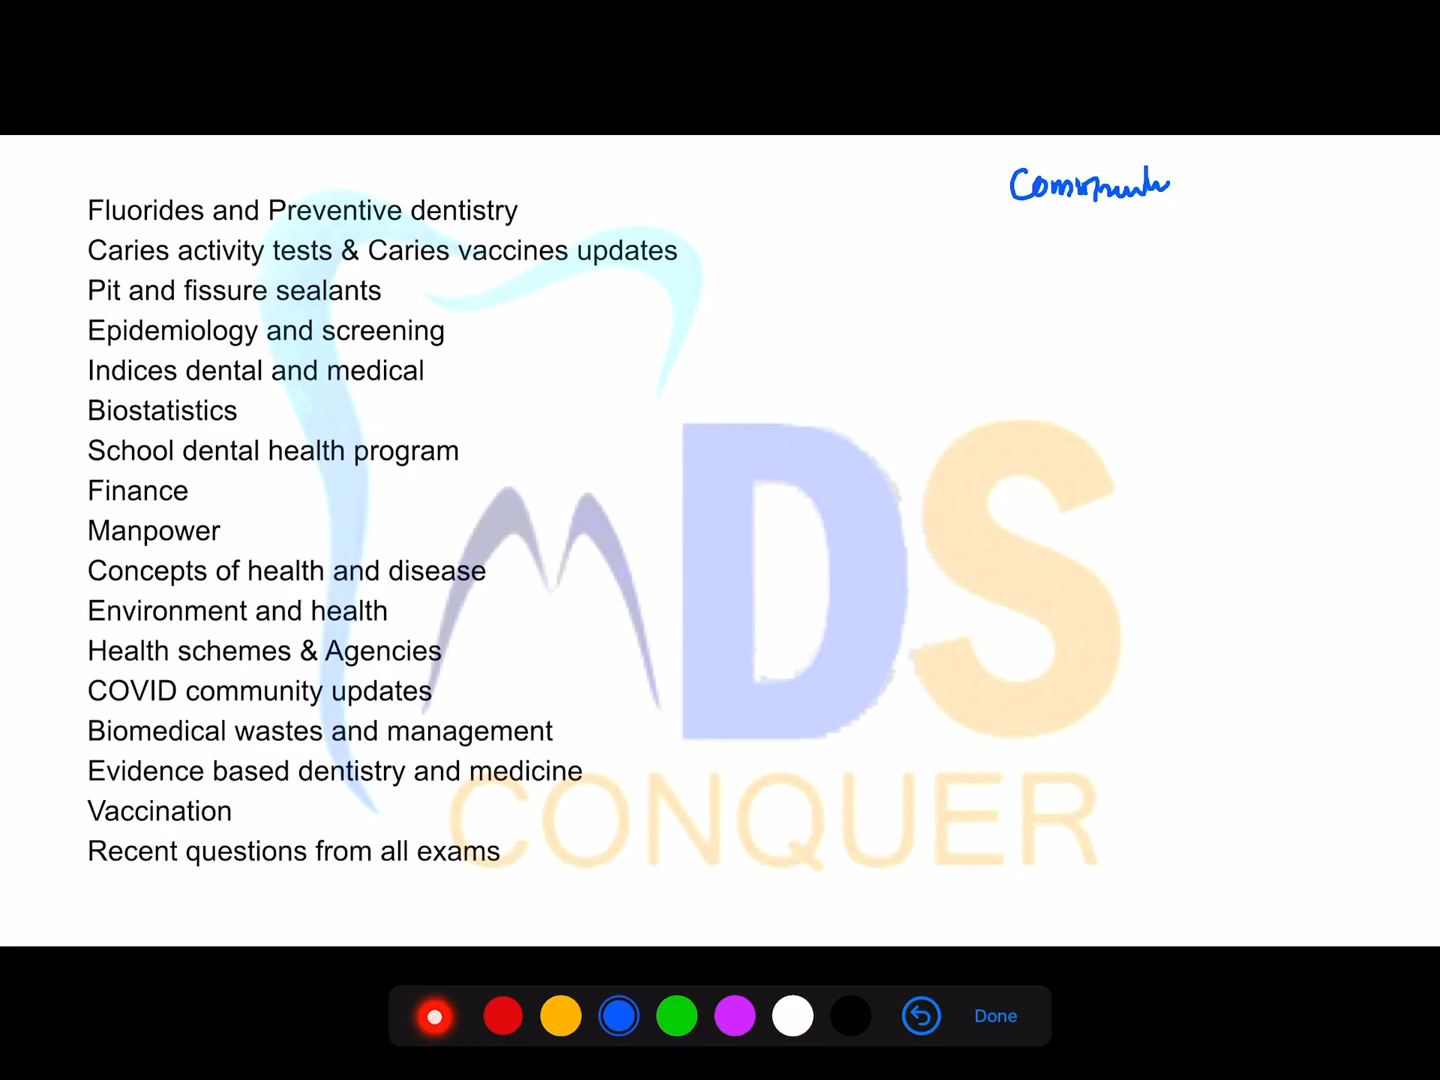 Fluorides and Preventive dentistry
Caries activity tests & Caries vaccines updates
Pit and fissure sealants
Epidemiology and screening
Indices dental and medical
Biostatistics
School dental health program
Finance
Manpower
Concepts of health and disease
Environment and health
Health schemes & Agencies
COVID community updates
Biomedical wastes and management
Evidence based dentistry and medicine
Vaccination
Recent questions from all exams
MDS
CONQUER
Done